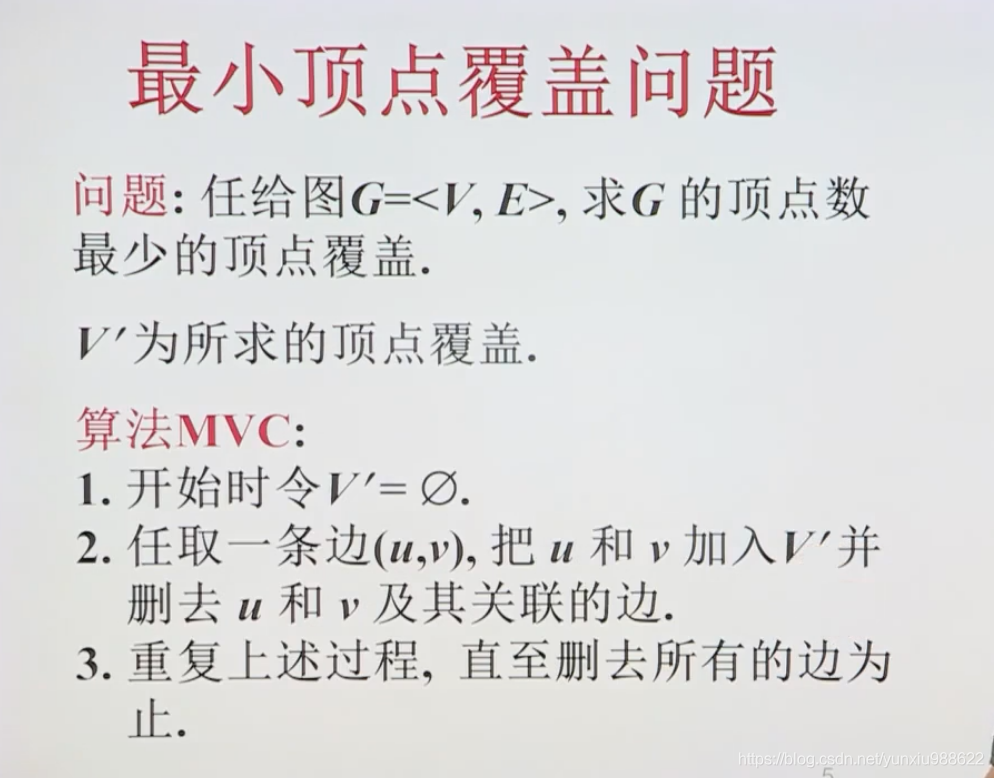 最小顶点覆盖问题
问题: 任给图G=<V, E>, 求G 的顶点数
最少的顶点覆盖.
V′为所求的顶点覆盖.
算法MVC:
1. 开始时令V′= ∅.
2. 任取一条边(u,v), 把 u 和 v 加入V′并
删去 u 和 v 及其关联的边.
3. 重复上述过程, 直至删去所有的边为
止.
https://blog.csdn.net/yunxiu988622
5